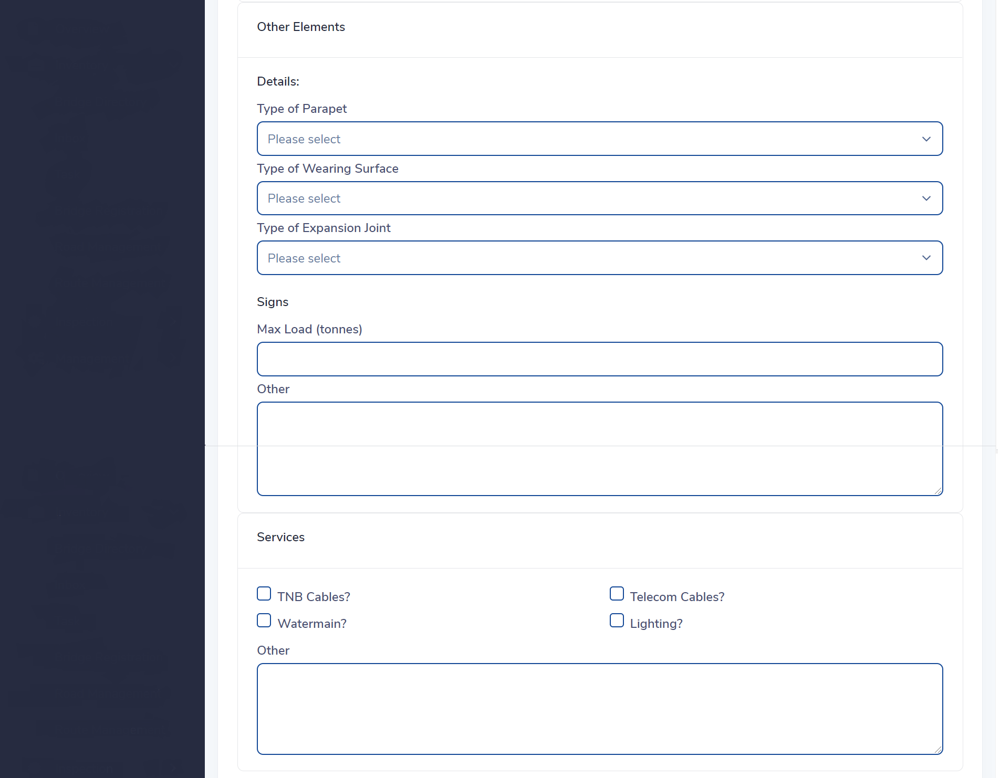 Other Elements
Details:
Type of Parapet
Please select
Type of Wearing Surface
Please select
Type of Expansion Joint
Please select
Signs
Max Load (tonnes)
Other
Services
TNB Cables?
Telecom Cables?
Watermain?
Lighting?
Other